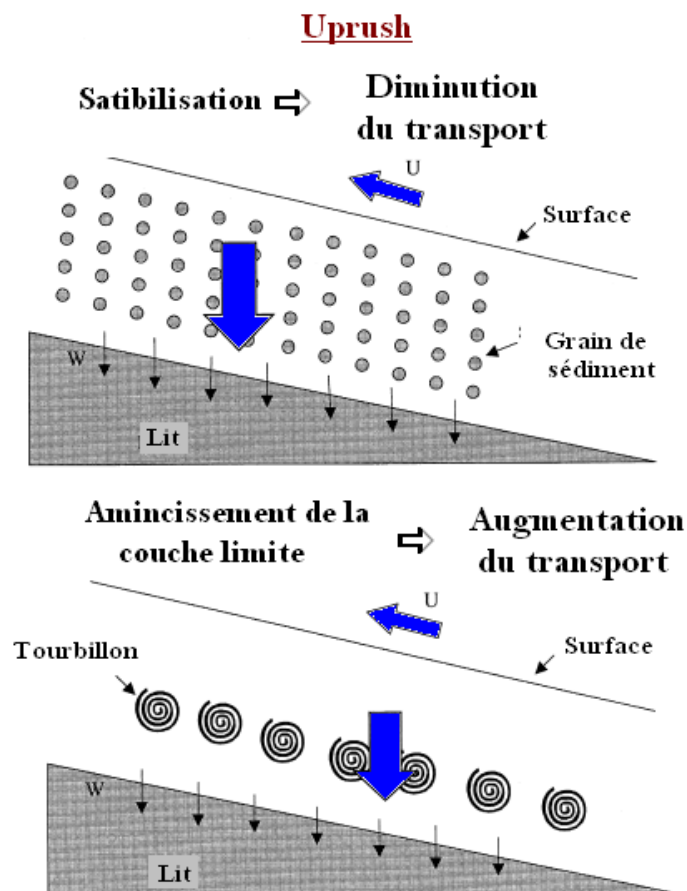 Uprush
Satibilisation ⇨ Diminution
du transport
U
Surface
Grain de
sédiment
W
Lit
Amincissement de la
couche limite
⇨ Augmentation
du transport
U
Tourbillon
Surface
W
Lit